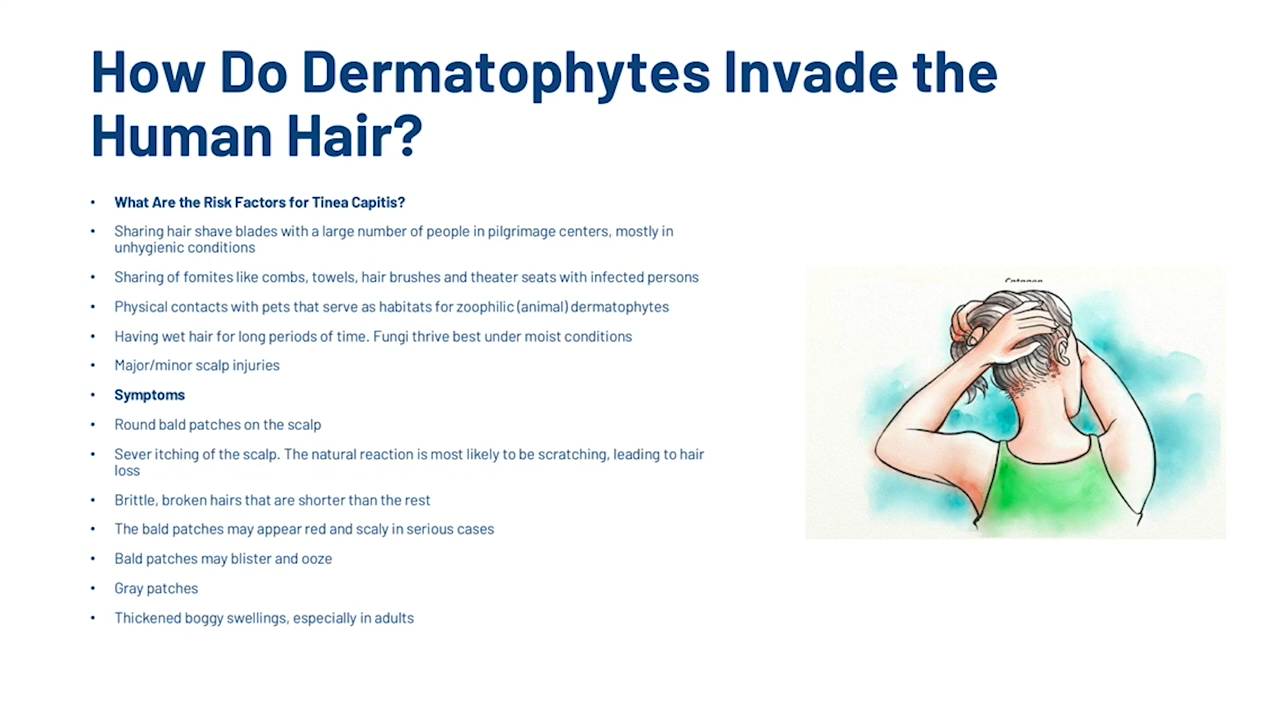 How Do Dermatophytes Invade the
Human Hair?
• What Are the Risk Factors for Tinea Capitis?
• Sharing hair shave blades with a large number of people in pilgrimage centers, mostly in
unhygienic conditions
• Sharing of fomites like combs, towels, hair brushes and theater seats with infected persons
• Physical contacts with pets that serve as habitats for zoophilic (animal) dermatophytes
• Having wet hair for long periods of time. Fungi thrive best under moist conditions
• Major/minor scalp injuries
• Symptoms
• Round bald patches on the scalp
• Sever itching of the scalp. The natural reaction is most likely to be scratching, leading to hair
loss
• Brittle, broken hairs that are shorter than the rest
• The bald patches may appear red and scaly in serious cases
• Bald patches may blister and ooze
• Gray patches
• Thickened boggy swellings, especially in adults